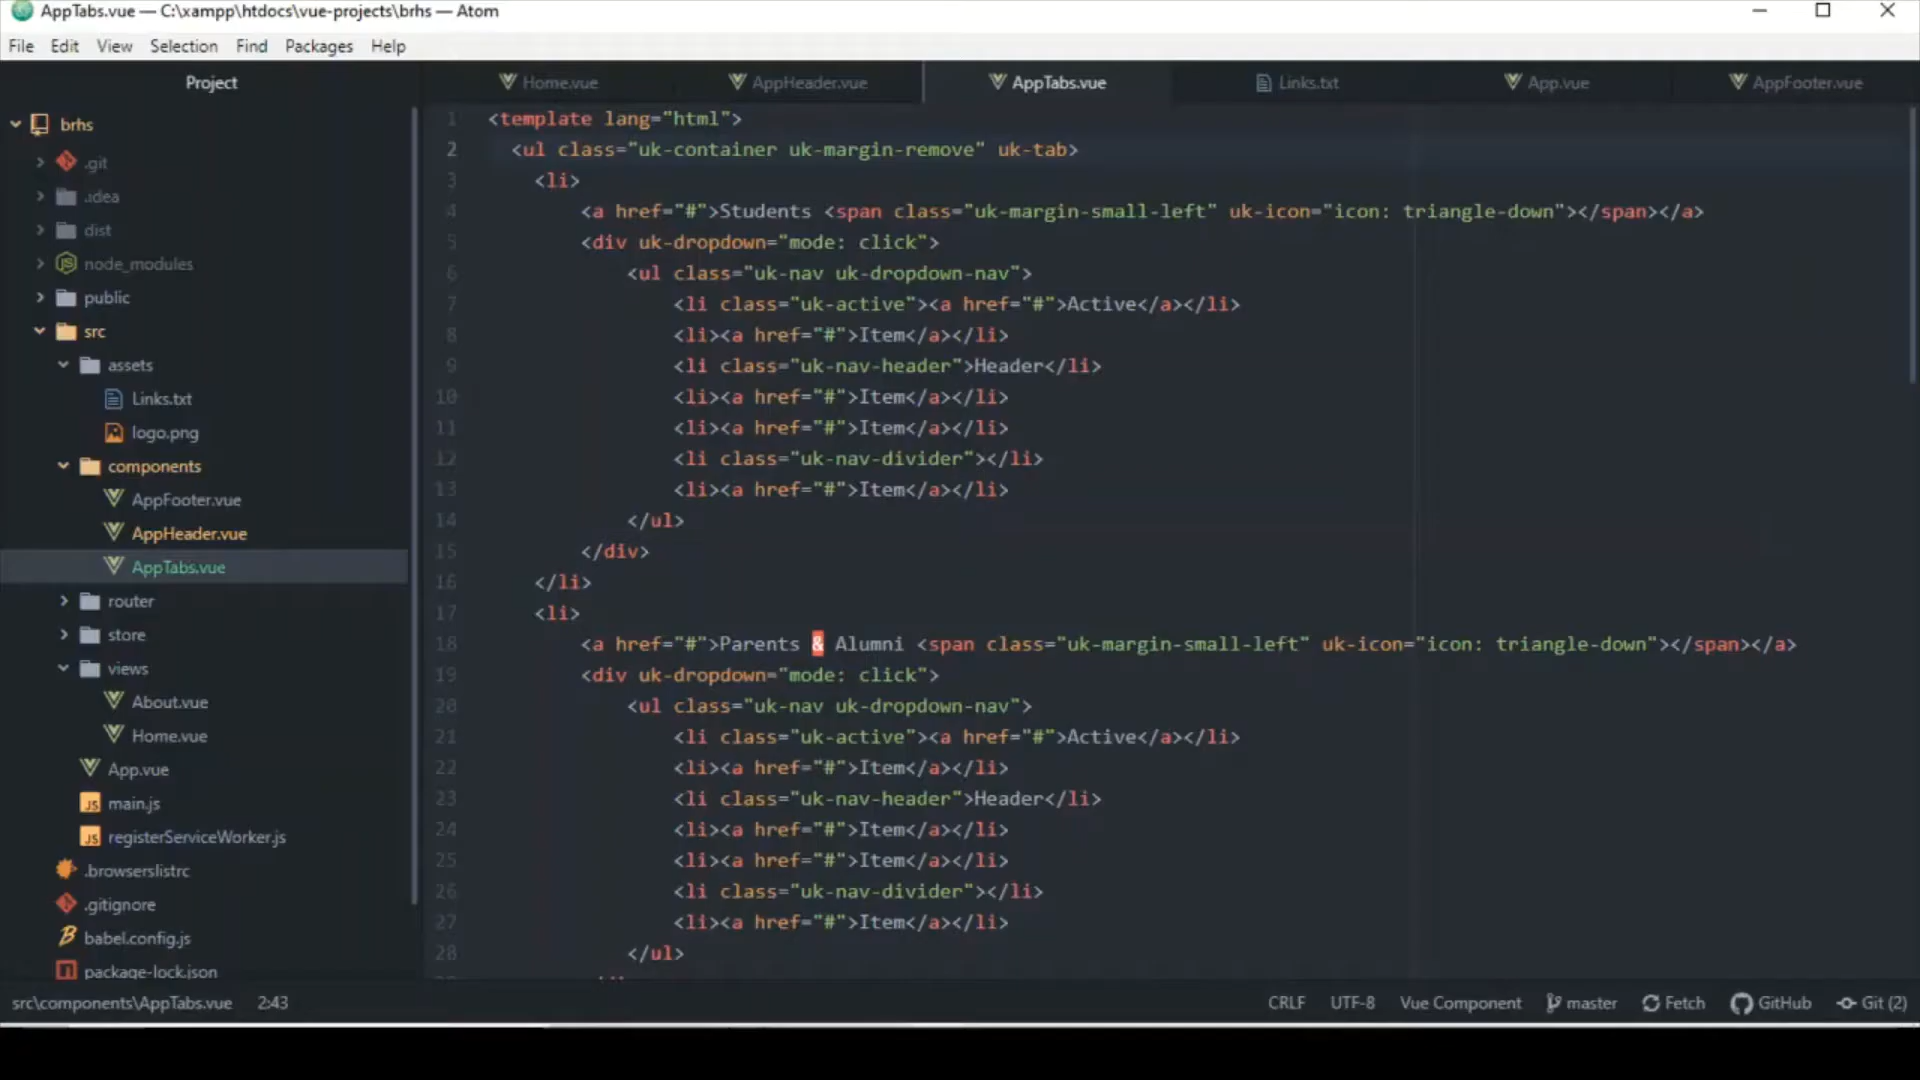 AppTabs.vue — C:\xampp\htdocs\vue-projects\brhs — Atom
File Edit View Selection Find Packages Help
Project
Home.vue AppHeader.vue AppTabs.vue Links.txt App.vue AppFooter.vue
brhs
.git
.idea
dist
node_modules
public
src
assets
Links.txt
logo.png
components
AppFooter.vue
AppHeader.vue
AppTabs.vue
router
store
views
About.vue
Home.vue
App.vue
main.js
registerServiceWorker.js
.browserslistrc
.gitignore
babel.config.js
package-lock.json
1 <template lang="html">
2 <ul class="uk-container uk-margin-remove" uk-tab>
3 <li>
4 <a href="#">Students <span class="uk-margin-small-left" uk-icon="icon: triangle-down"></span></a>
5 <div uk-dropdown="mode: click">
6 <ul class="uk-nav uk-dropdown-nav">
7 <li class="uk-active"><a href="#">Active</a></li>
8 <li><a href="#">Item</a></li>
9 <li class="uk-nav-header">Header</li>
10 <li><a href="#">Item</a></li>
11 <li><a href="#">Item</a></li>
12 <li class="uk-nav-divider"></li>
13 <li><a href="#">Item</a></li>
14 </ul>
15 </div>
16 </li>
17 <li>
18 <a href="#">Parents & Alumni <span class="uk-margin-small-left" uk-icon="icon: triangle-down"></span></a>
19 <div uk-dropdown="mode: click">
20 <ul class="uk-nav uk-dropdown-nav">
21 <li class="uk-active"><a href="#">Active</a></li>
22 <li><a href="#">Item</a></li>
23 <li class="uk-nav-header">Header</li>
24 <li><a href="#">Item</a></li>
25 <li><a href="#">Item</a></li>
26 <li class="uk-nav-divider"></li>
27 <li><a href="#">Item</a></li>
28 </ul>
src\components\AppTabs.vue 2:43 CRLF UTF-8 Vue Component master Fetch GitHub Git (2)